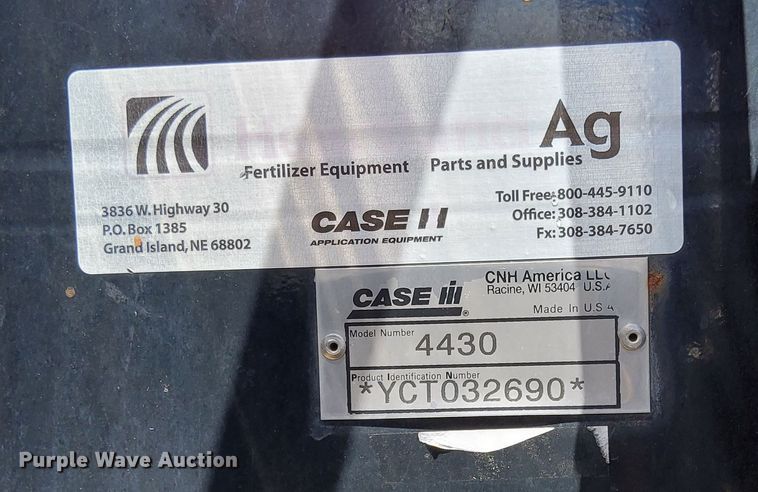 Ag
Fertilizer Equipment Parts and Supplies
3836 W. Highway 30
P.O. Box 1385
Grand Island, NE 68802
CASE IH
APPLICATION EQUIPMENT
Toll Free: 800-445-9110
Office: 308-384-1102
Fx: 308-384-7650
CASE IH
CNH America LLC
Racine, WI 53404 U.S.A
Made in U S A
Model Number
4430
Product Identification Number
*YCT032690*
Purple Wave Auction